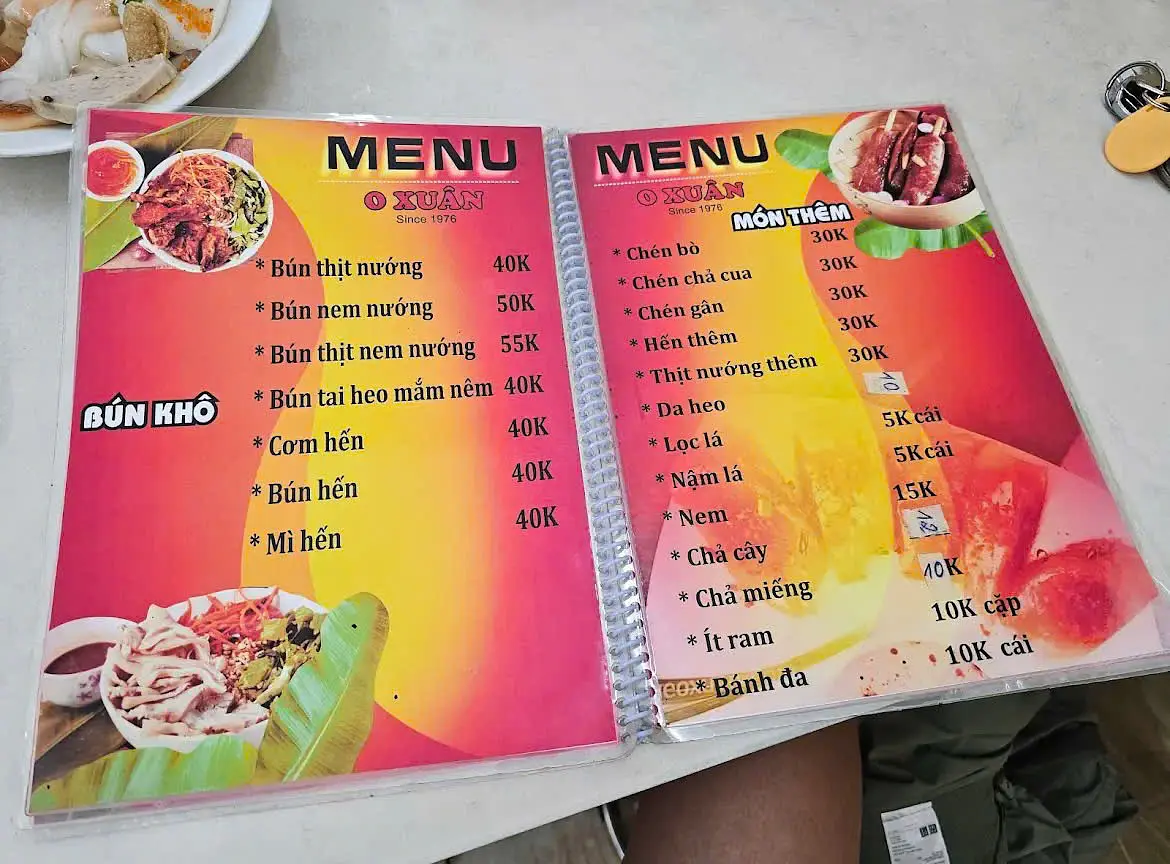 MENU
O XUÂN
Since 1976
* Bún thịt nướng 40K
* Bún nem nướng 50K
* Bún thịt nem nướng 55K
* Bún tai heo mắm nêm 40K
BÚN KHÔ
* Cơm hến 40K
* Bún hến 40K
* Mì hến 40K
MENU
O XUÂN
Since 1976
MÓN THÊM
* Chén bò 30K
* Chén chả cua 30K
* Chén gân 30K
* Hến thêm 30K
* Thịt nướng thêm 30K
* Da heo 10
* Lọc lá 5K cái
* Nậm lá 5K cái
* Nem 15K
* Chả cây
* Chả miếng 10K
* Ít ram 10K cặp
* Bánh đa 10K cái